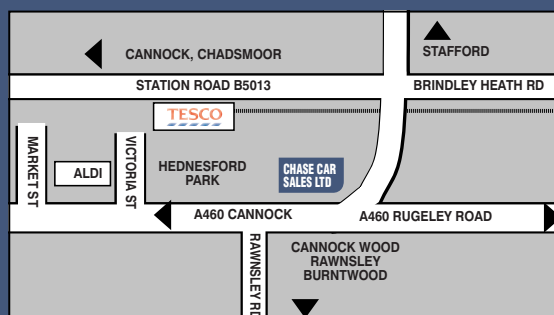 CANNOCK, CHADSMOOR
STAFFORD
STATION ROAD B5013
BRINDLEY HEATH RD
TESCO
MARKET ST
ALDI
VICTORIA ST
HEDNESFORD
PARK
CHASE CAR
SALES LTD
A460 CANNOCK
A460 RUGELEY ROAD
RAWNSLEY RD
CANNOCK WOOD
RAWNSLEY
BURNTWOOD